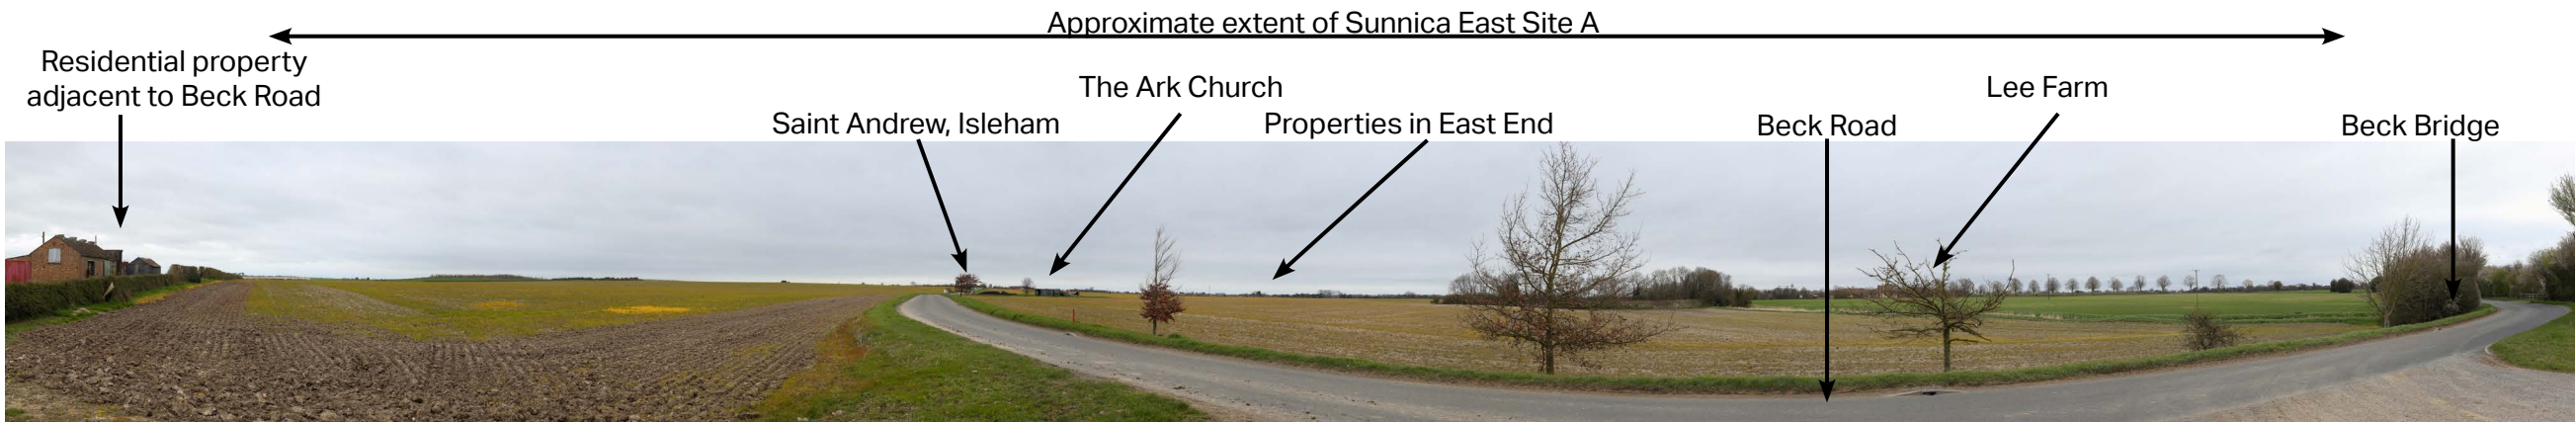 Approximate extent of Sunnica East Site A
Residential property
adjacent to Beck Road
The Ark Church
Lee Farm
Saint Andrew, Isleham
Properties in East End
Beck Road
Beck Bridge